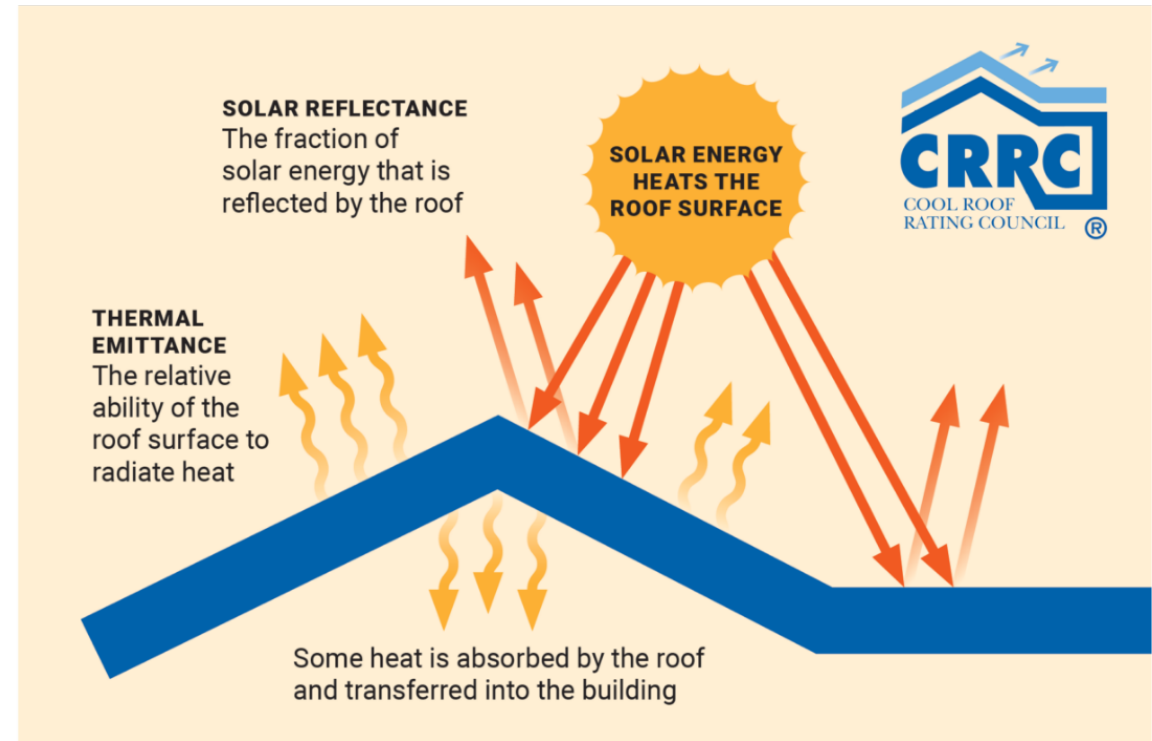 SOLAR REFLECTANCE
The fraction of
solar energy that is
reflected by the roof
SOLAR ENERGY
HEATS THE
ROOF SURFACE
CRRC
COOL ROOF
RATING COUNCIL ®
THERMAL
EMITTANCE
The relative
ability of the
roof surface to
radiate heat
Some heat is absorbed by the roof
and transferred into the building